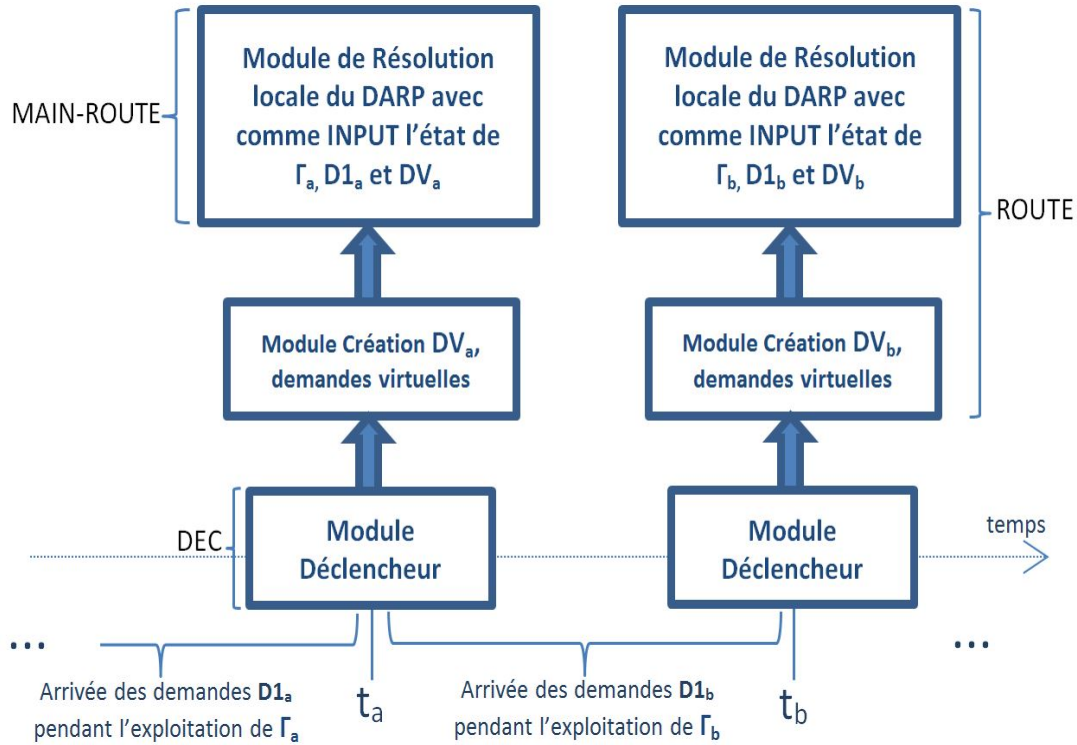 MAIN-ROUTE
Module de Résolution
locale du DARP avec
comme INPUT l'état de
Γa, D1a et DVa
Module de Résolution
locale du DARP avec
comme INPUT l'état de
Γb, D1b et DVb
ROUTE
Module Création DVa,
demandes virtuelles
Module Création DVb,
demandes virtuelles
DEC
Module
Déclencheur
Module
Déclencheur
temps
...
Arrivée des demandes D1a
pendant l'exploitation de Γa
ta
Arrivée des demandes D1b
pendant l'exploitation de Γb
tb
...